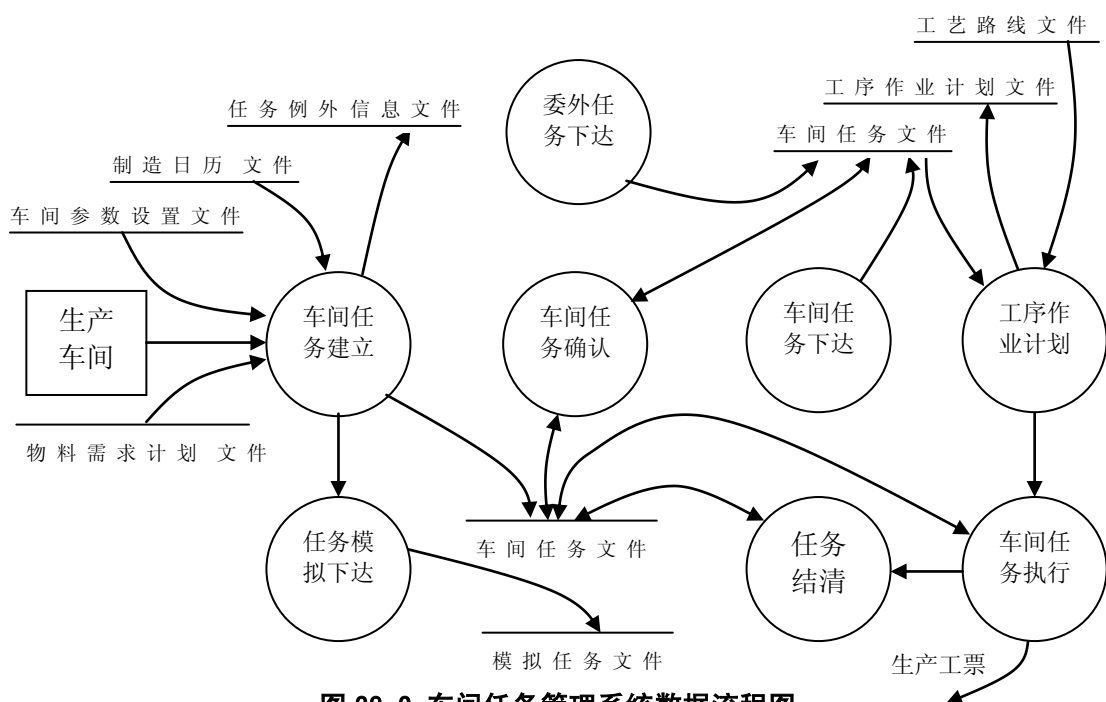 工艺路线文件
工序作业计划文件
车间任务文件
委外任
务下达
任务例外信息文件
制造日历 文件
车间参数设置文件
生产
车间
车间任
务建立
车间任
务确认
车间任
务下达
工序作
业计划
物料需求计划 文件
任务模
拟下达
车间任务文件
任务
结清
车间任
务执行
模拟任务文件
生产工票
车间任务管理系统数据流程图